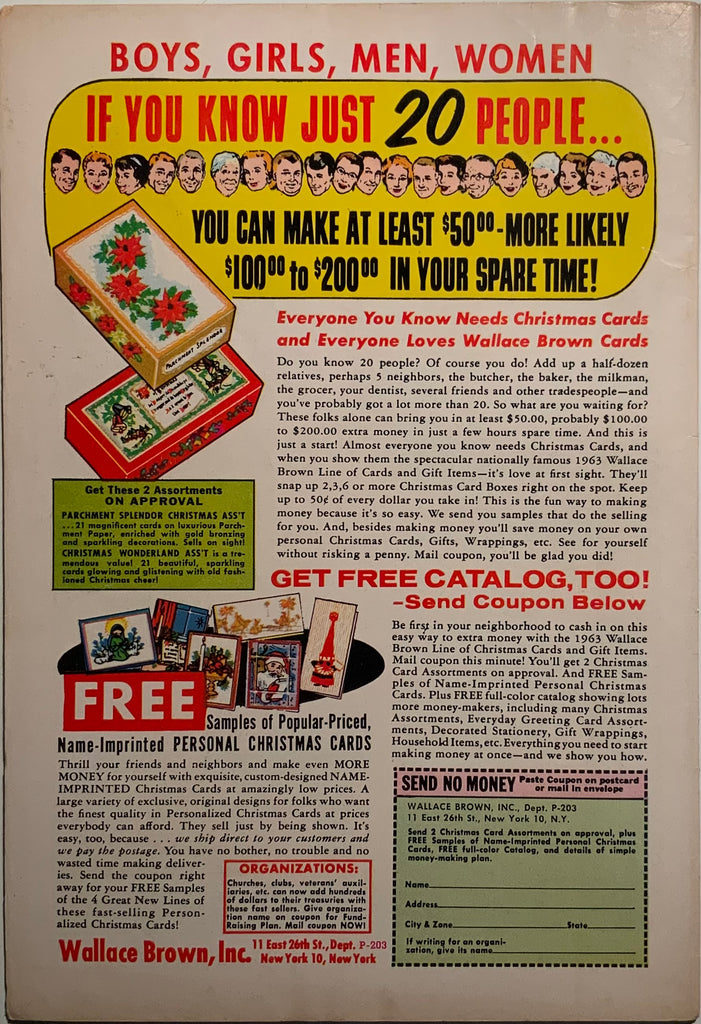 BOYS, GIRLS, MEN, WOMEN
IF YOU KNOW JUST 20 PEOPLE...
YOU CAN MAKE AT LEAST $50⁰⁰-MORE LIKELY
$100⁰⁰ to $200⁰⁰ IN YOUR SPARE TIME!
PARCHMENT SPLENDOR
Everyone You Know Needs Christmas Cards
and Everyone Loves Wallace Brown Cards
Do you know 20 people? Of course you do! Add up a half-dozen
relatives, perhaps 5 neighbors, the butcher, the baker, the milkman,
the grocer, your dentist, several friends and other tradespeople—and
you've probably got a lot more than 20. So what are you waiting for?
These folks alone can bring you in at least $50.00, probably $100.00
to $200.00 extra money in just a few hours spare time. And this is
just a start! Almost everyone you know needs Christmas Cards, and
when you show them the spectacular nationally famous 1963 Wallace
Brown Line of Cards and Gift Items—it's love at first sight. They'll
snap up 2,3,6 or more Christmas Card Boxes right on the spot. Keep
up to 50¢ of every dollar you take in! This is the fun way to making
money because it's so easy. We send you samples that do the selling
for you. And, besides making money you'll save money on your own
personal Christmas Cards, Gifts, Wrappings, etc. See for yourself
without risking a penny. Mail coupon, you'll be glad you did!
Get These 2 Assortments
ON APPROVAL
PARCHMENT SPLENDOR CHRISTMAS ASS'T
...21 magnificent cards on luxurious Parch-
ment Paper, enriched with gold bronzing
and sparkling decorations. Sells on sight!
CHRISTMAS WONDERLAND ASS'T is a tre-
mendous value! 21 beautiful, sparkling
cards glowing and glistening with old fash-
ioned Christmas cheer!
GET FREE CATALOG,TOO!
-Send Coupon Below
Be first in your neighborhood to cash in on this
easy way to extra money with the 1963 Wallace
Brown Line of Christmas Cards and Gift Items.
Mail coupon this minute! You'll get 2 Christmas
Card Assortments on approval. And FREE Sam-
ples of Name-Imprinted Personal Christmas
Cards. Plus FREE full-color catalog showing lots
more money-makers, including many Christmas
Assortments, Everyday Greeting Card Assort-
ments, Decorated Stationery, Gift Wrappings,
Household Items, etc. Everything you need to start
making money at once—and we show you how.
FREE Samples of Popular-Priced,
Name-Imprinted PERSONAL CHRISTMAS CARDS
Thrill your friends and neighbors and make even MORE
MONEY for yourself with exquisite, custom-designed NAME-
IMPRINTED Christmas Cards at amazingly low prices. A
large variety of exclusive, original designs for folks who want
the finest quality in Personalized Christmas Cards at prices
everybody can afford. They sell just by being shown. It's
easy, too, because . . . we ship direct to your customers and
we pay the postage. You have no bother, no trouble and no
wasted time making deliver-
ies. Send the coupon right
away for your FREE Samples
of the 4 Great New Lines of
these fast-selling Person-
alized Christmas Cards!
ORGANIZATIONS:
Churches, clubs, veterans' auxil-
iaries, etc. can now add hundreds
of dollars to their treasuries with
these fast sellers. Give organiza-
tion name on coupon for Fund-
Raising Plan. Mail coupon NOW!
Wallace Brown, Inc. 11 East 26th St., Dept. P-203
New York 10, New York
SEND NO MONEY Paste Coupon on postcard
or mail in envelope
WALLACE BROWN, INC., Dept. P-203
11 East 26th St., New York 10, N.Y.
Send 2 Christmas Card Assortments on approval, plus
FREE Samples of Name-Imprinted Personal Christmas
Cards, FREE full-color Catalog, and details of simple
money-making plan.
Name
Address
City & Zone State
If writing for an organi-
zation, give its name